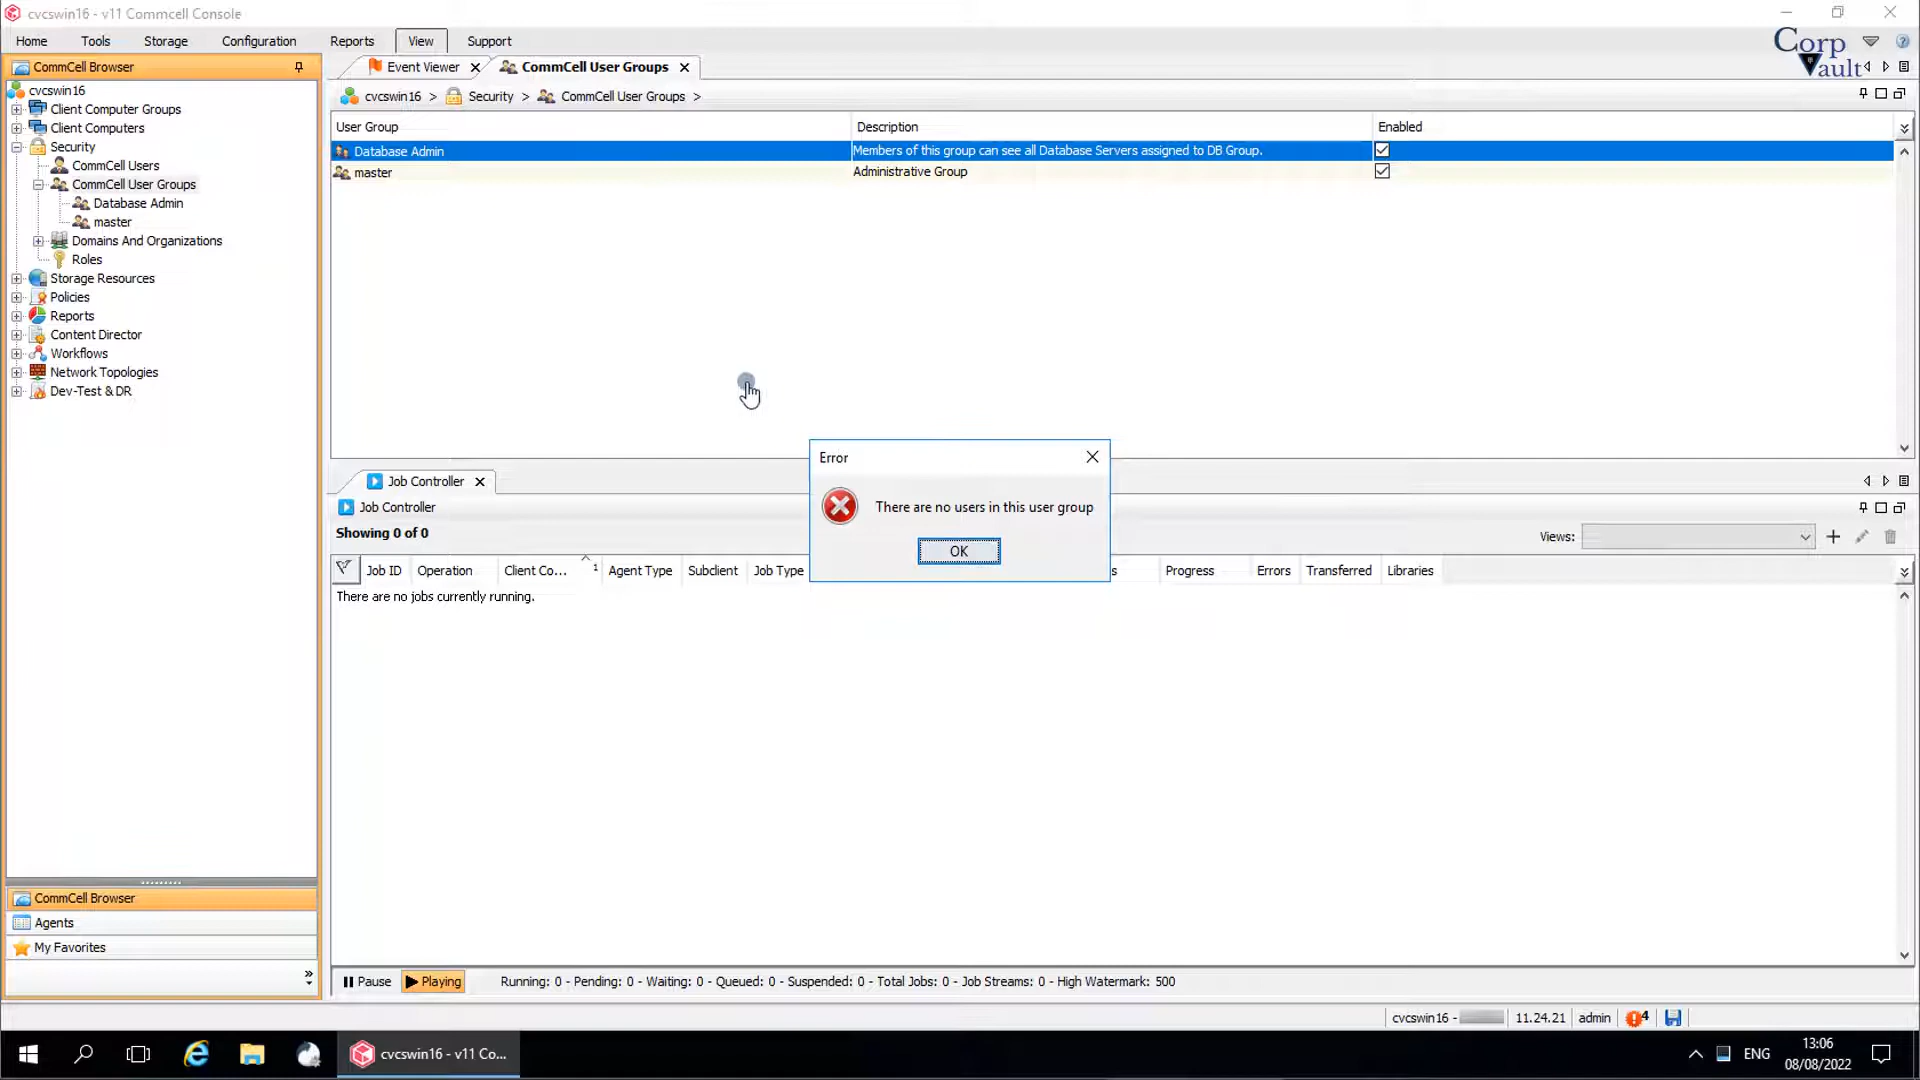 cvcswin16 - v11 Commcell Console
Home Tools Storage Configuration Reports View Support
Corp Vault
CommCell Browser
Event Viewer CommCell User Groups
cvcswin16
Client Computer Groups
Client Computers
Security
CommCell Users
CommCell User Groups
Database Admin
master
Domains And Organizations
Roles
Storage Resources
Policies
Reports
Content Director
Workflows
Network Topologies
Dev-Test & DR
CommCell Browser
Agents
My Favorites
cvcswin16 > Security > CommCell User Groups >
User Group Description Enabled
Database Admin Members of this group can see all Database Servers assigned to DB Group.
master Administrative Group
Error
There are no users in this user group
OK
Job Controller
Job Controller
Showing 0 of 0
Views:
Job ID Operation Client Co... 1 Agent Type Subclient Job Type s Progress Errors Transferred Libraries
There are no jobs currently running.
Pause Playing Running: 0 - Pending: 0 - Waiting: 0 - Queued: 0 - Suspended: 0 - Total Jobs: 0 - Job Streams: 0 - High Watermark: 500
cvcswin16 - 11.24.21 admin 4
cvcswin16 - v11 Co...
ENG
13:06
08/08/2022